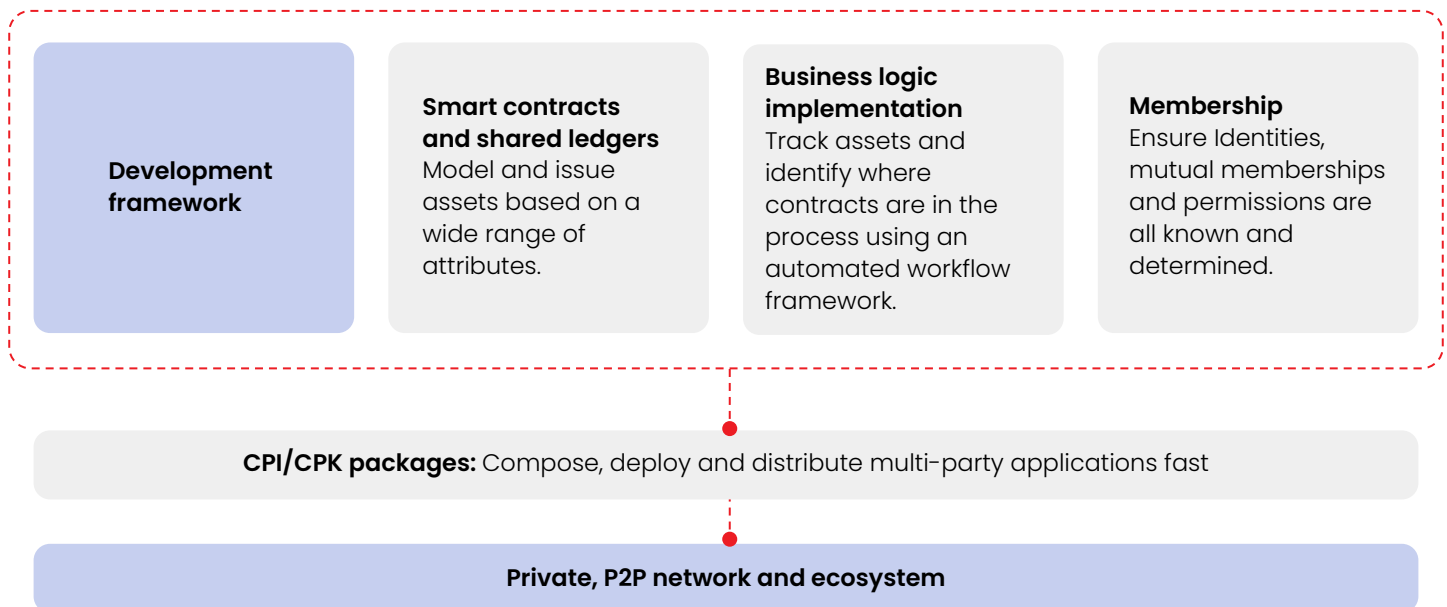 Development
framework
Smart contracts
and shared ledgers
Model and issue
assets based on a
wide range of
attributes.
Business logic
implementation
Track assets and
identify where
contracts are in the
process using an
automated workflow
framework.
Membership
Ensure Identities,
mutual memberships
and permissions are
all known and
determined.
CPI/CPK packages: Compose, deploy and distribute multi-party applications fast
Private, P2P network and ecosystem